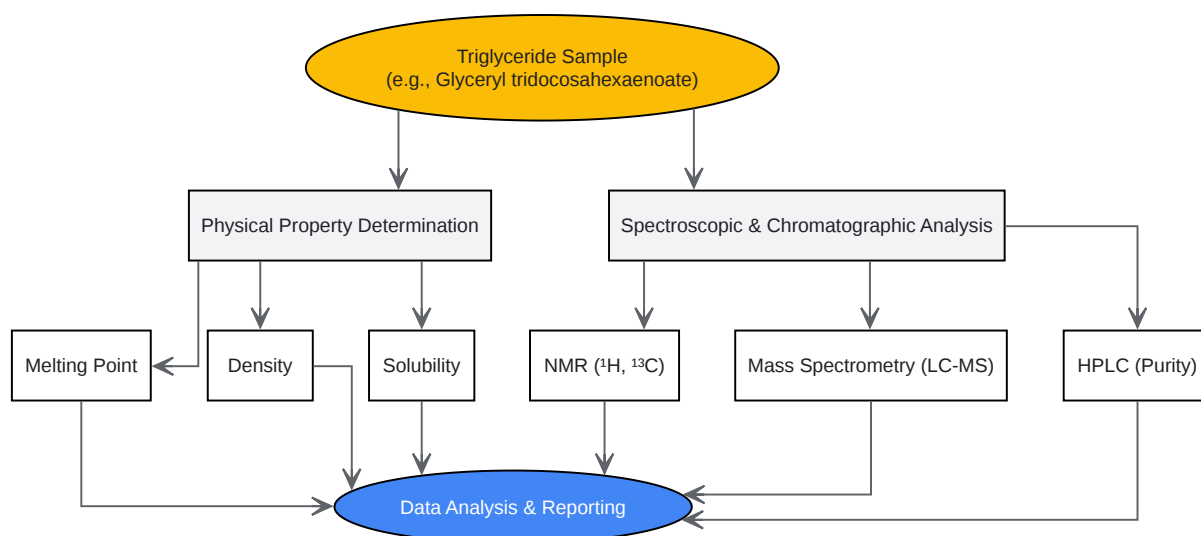 Triglyceride Sample
(e.g., Glyceryl tridocosahexaenoate)
Physical Property Determination
Spectroscopic & Chromatographic Analysis
Melting Point
Density
Solubility
NMR (¹H, ¹³C)
Mass Spectrometry (LC-MS)
HPLC (Purity)
Data Analysis & Reporting